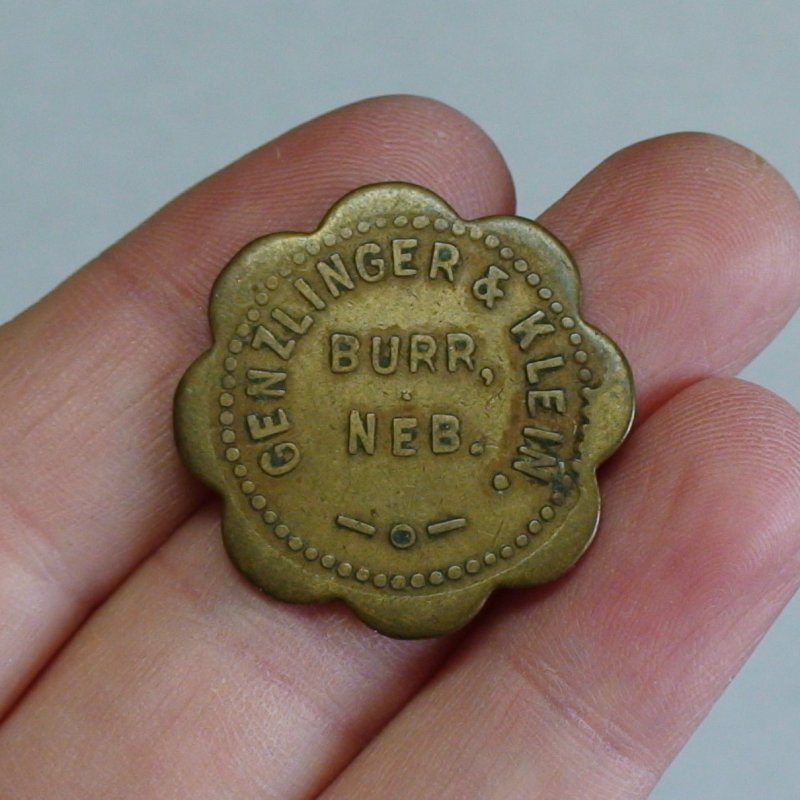 GENZLINGER & KLEIN.
BURR,
NEB.